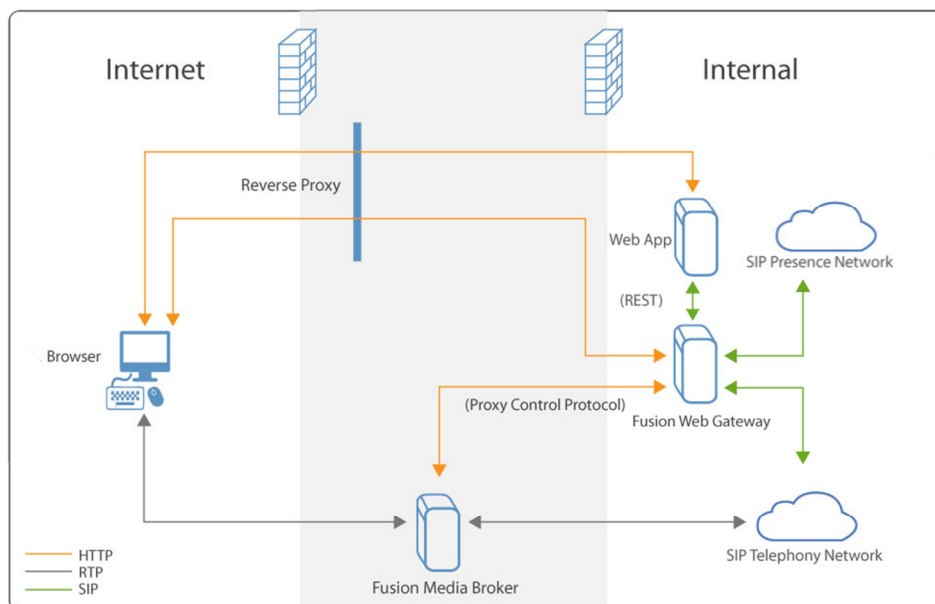 Internet
Internal
Reverse Proxy
Web App
SIP Presence Network
(REST)
Browser
(Proxy Control Protocol)
Fusion Web Gateway
HTTP
RTP
SIP
Fusion Media Broker
SIP Telephony Network